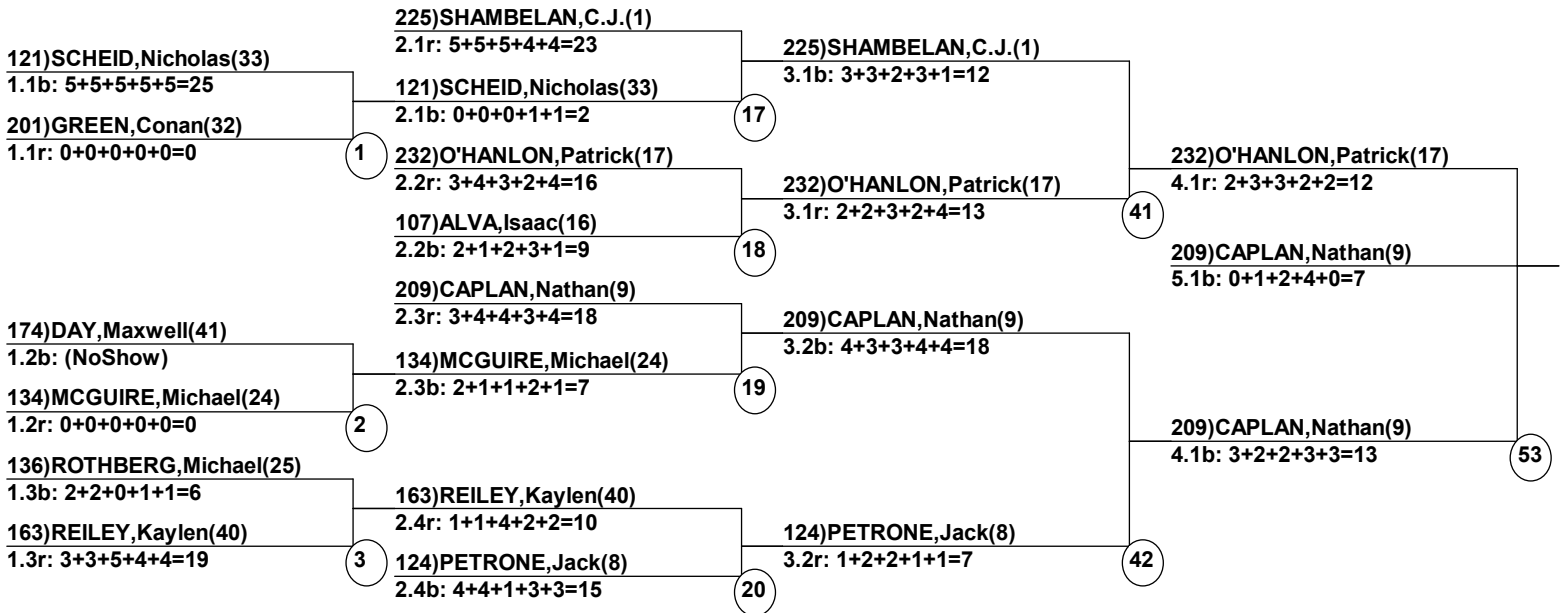 121)SCHEID,Nicholas(33)
1.1b: 5+5+5+5+5=25
201)GREEN,Conan(32)
1.1r: 0+0+0+0+0=0
1
174)DAY,Maxwell(41)
1.2b: (NoShow)
134)MCGUIRE,Michael(24)
1.2r: 0+0+0+0+0=0
2
136)ROTHBERG,Michael(25)
1.3b: 2+2+0+1+1=6
163)REILEY,Kaylen(40)
1.3r: 3+3+5+4+4=19
3
225)SHAMBELAN,C.J.(1)
2.1r: 5+5+5+4+4=23
121)SCHEID,Nicholas(33)
2.1b: 0+0+0+1+1=2
17
232)O'HANLON,Patrick(17)
2.2r: 3+4+3+2+4=16
107)ALVA,Isaac(16)
2.2b: 2+1+2+3+1=9
18
209)CAPLAN,Nathan(9)
2.3r: 3+4+4+3+4=18
134)MCGUIRE,Michael(24)
2.3b: 2+1+1+2+1=7
19
163)REILEY,Kaylen(40)
2.4r: 1+1+4+2+2=10
124)PETRONE,Jack(8)
2.4b: 4+4+1+3+3=15
20
225)SHAMBELAN,C.J.(1)
3.1b: 3+3+2+3+1=12
232)O'HANLON,Patrick(17)
3.1r: 2+2+3+2+4=13
41
209)CAPLAN,Nathan(9)
3.2b: 4+3+3+4+4=18
124)PETRONE,Jack(8)
3.2r: 1+2+2+1+1=7
42
232)O'HANLON,Patrick(17)
4.1r: 2+3+3+2+2=12
209)CAPLAN,Nathan(9)
5.1b: 0+1+2+4+0=7
209)CAPLAN,Nathan(9)
4.1b: 3+2+2+3+3=13
53